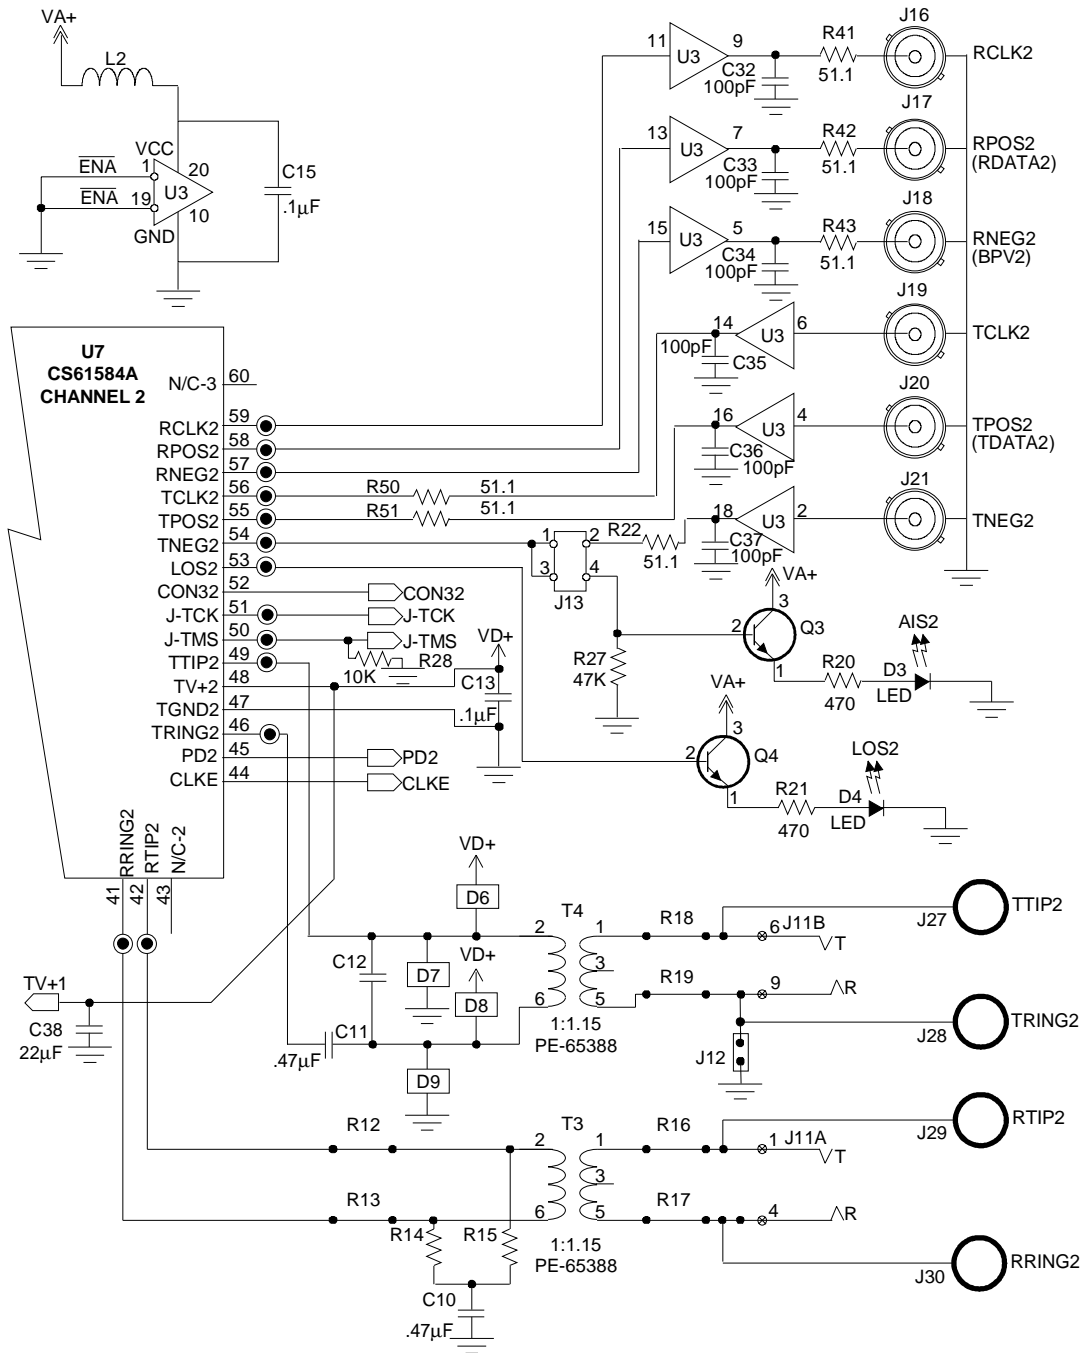 VA+
L2
VCC
ENA 1
20
U3
ENA 19
10
GND
C15
.1µF
11 U3 9
C32
100pF
R41
51.1
J16
RCLK2
13 U3 7
C33
100pF
R42
51.1
J17
RPOS2
(RDATA2)
15 U3 5
C34
100pF
R43
51.1
J18
RNEG2
(BPV2)
14 U3 6
100pF
C35
J19
TCLK2
16 U3 4
C36
100pF
J20
TPOS2
(TDATA2)
18 U3 2
C37
100pF
J21
TNEG2
U7
CS61584A
CHANNEL 2
N/C-3 60
RCLK2 59
RPOS2 58
RNEG2 57
TCLK2 56
R50 51.1
TPOS2 55
R51 51.1
TNEG2 54
1 2
R22
51.1
3 4
J13
LOS2 53
CON32 52
CON32
J-TCK 51
J-TCK
J-TMS 50
J-TMS
R28
10K
TTIP2 49
TV+2 48
VD+
C13
.1µF
TGND2 47
TRING2 46
PD2 45
PD2
CLKE 44
CLKE
RRING2
RTIP2
N/C-2
41
42
43
R27
47K
VA+
3
2
Q3
1
R20
470
AIS2
D3
LED
VA+
3
2
Q4
1
R21
470
LOS2
D4
LED
TV+1
C38
22µF
VD+
D6
C12
D7
VD+
D8
C11
.47µF
D9
T4
2 1
3
6 5
1:1.15
PE-65388
R18
6 J11B
T
J27
TTIP2
R19
9
R
J28
TRING2
J12
R12
R13
R14
R15
C10
.47µF
T3
2 1
3
6 5
1:1.15
PE-65388
R16
1 J11A
T
J29
RTIP2
R17
4
R
J30
RRING2